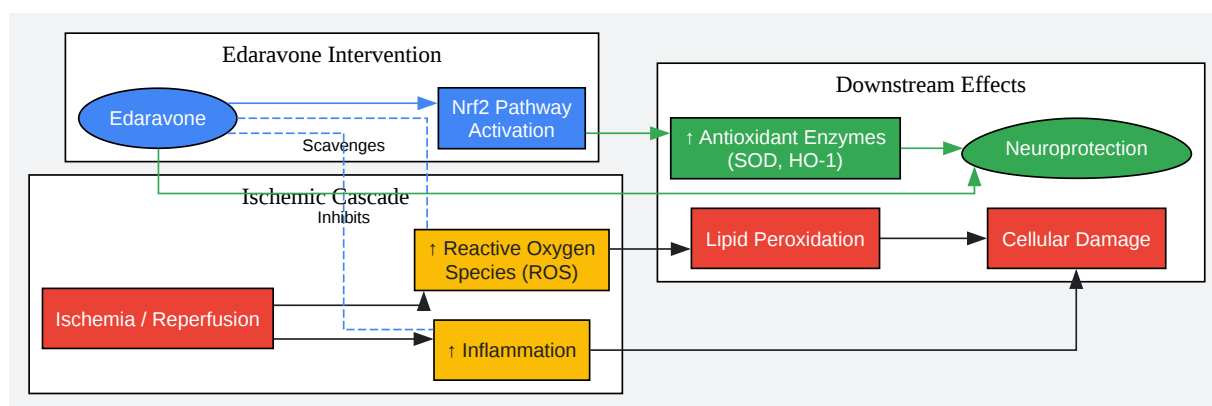 Edaravone Intervention
Edaravone
Nrf2 Pathway
Activation
Scavenges
Downstream Effects
↑ Antioxidant Enzymes
(SOD, HO-1)
Neuroprotection
Ischemic Cascade
Inhibits
↑ Reactive Oxygen
Species (ROS)
Lipid Peroxidation
Cellular Damage
Ischemia / Reperfusion
↑ Inflammation